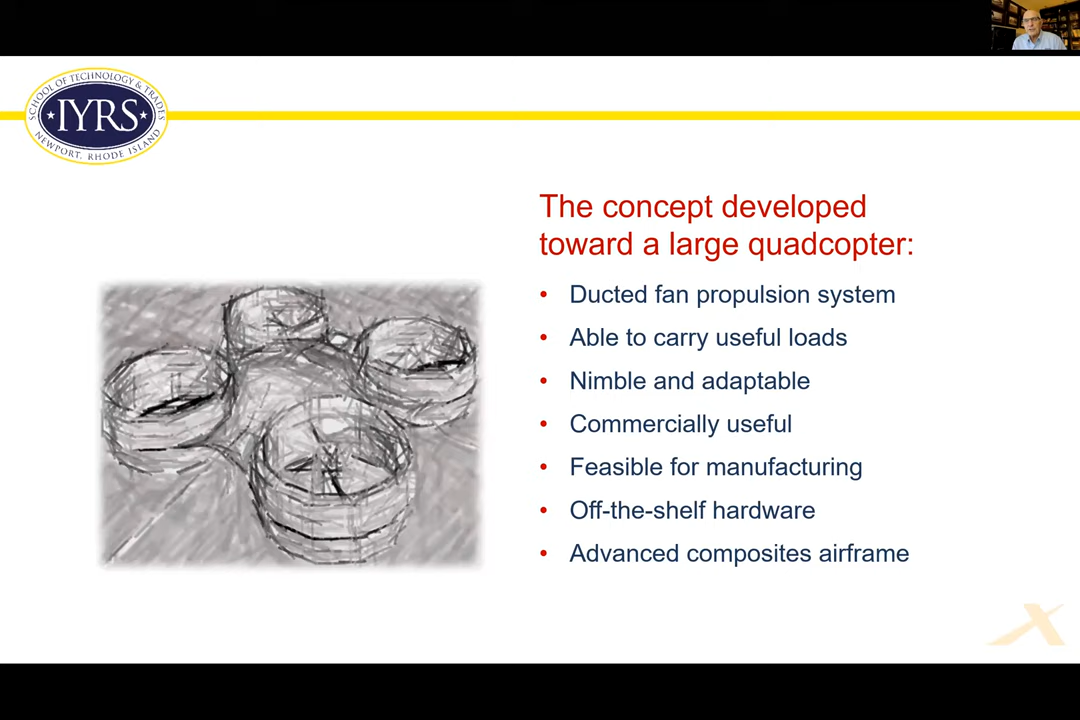 SCHOOL OF TECHNOLOGY & TRADES
IYRS
NEWPORT, RHODE ISLAND
The concept developed
toward a large quadcopter:
• Ducted fan propulsion system
• Able to carry useful loads
• Nimble and adaptable
• Commercially useful
• Feasible for manufacturing
• Off-the-shelf hardware
• Advanced composites airframe